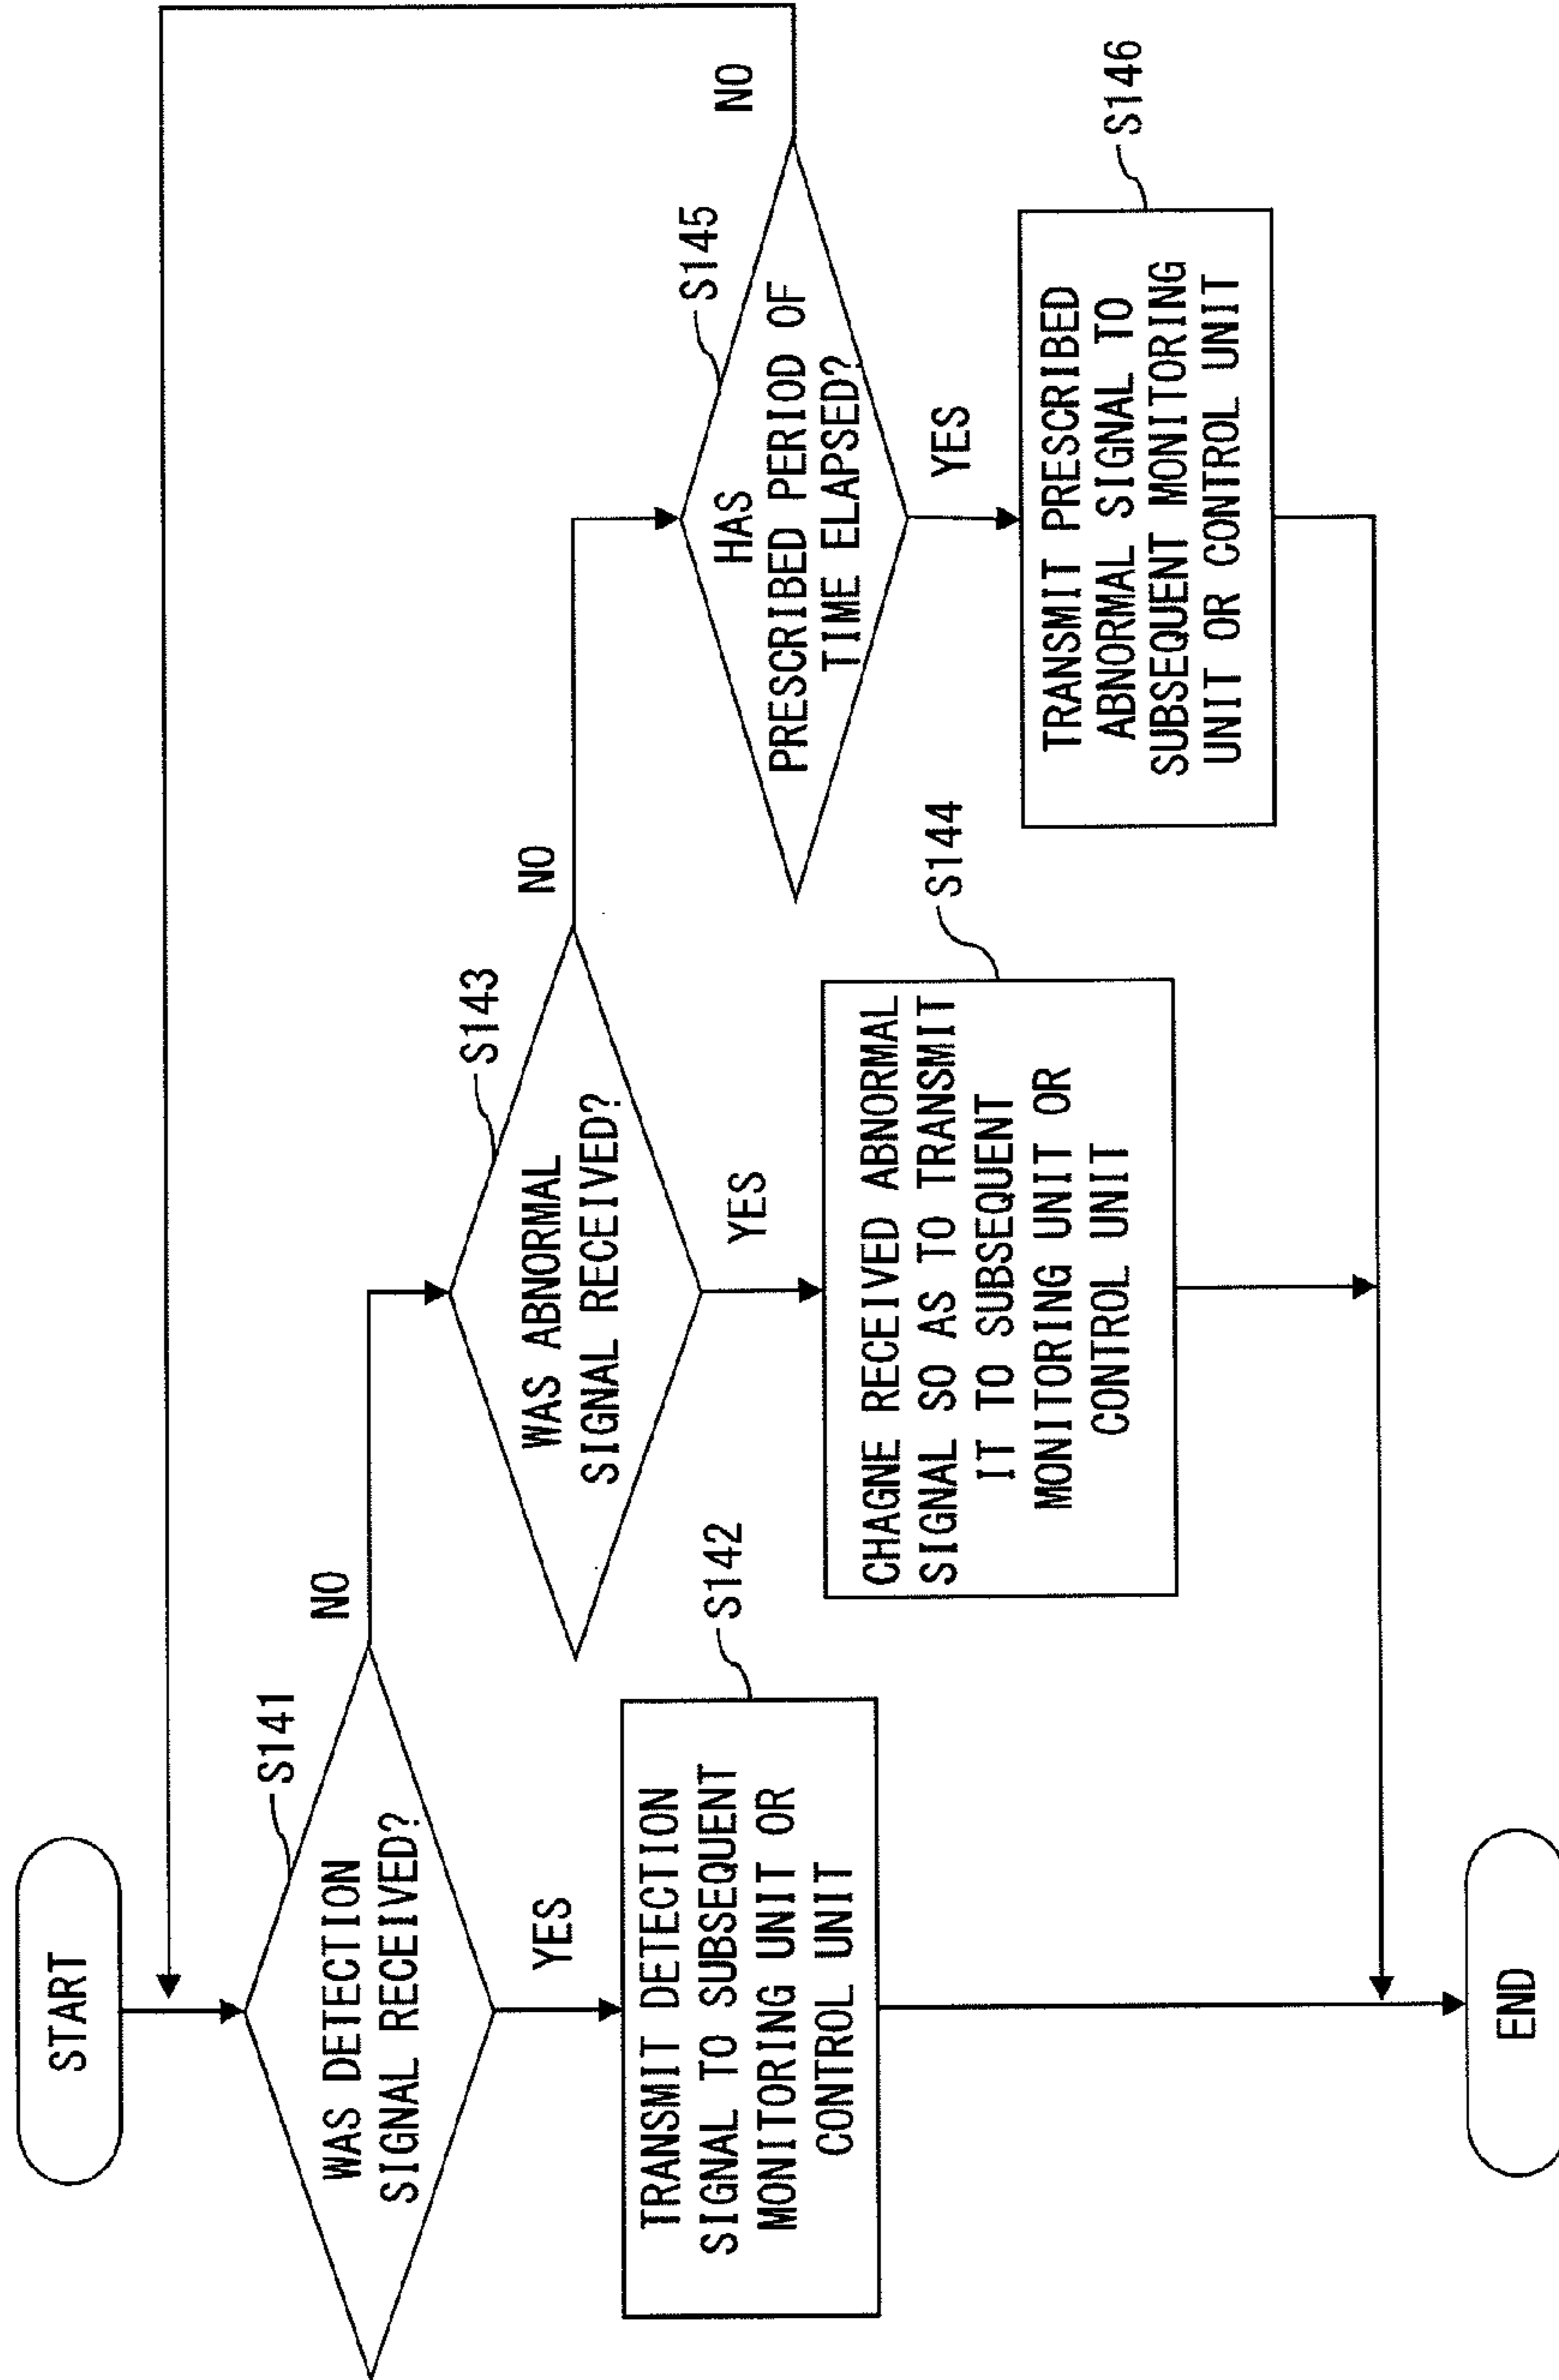 START
S141
WAS DETECTION
SIGNAL RECEIVED?
NO
YES
S142
TRANSMIT DETECTION
SIGNAL TO SUBSEQUENT
MONITORING UNIT OR
CONTROL UNIT
S143
WAS ABNORMAL
SIGNAL RECEIVED?
NO
YES
S144
CHAGNE RECEIVED ABNORMAL
SIGNAL SO AS TO TRANSMIT
IT TO SUBSEQUENT
MONITORING UNIT OR
CONTROL UNIT
S145
HAS
PRESCRIBED PERIOD OF
TIME ELAPSED?
NO
YES
S146
TRANSMIT PRESCRIBED
ABNORMAL SIGNAL TO
SUBSEQUENT MONITORING
UNIT OR CONTROL UNIT
END